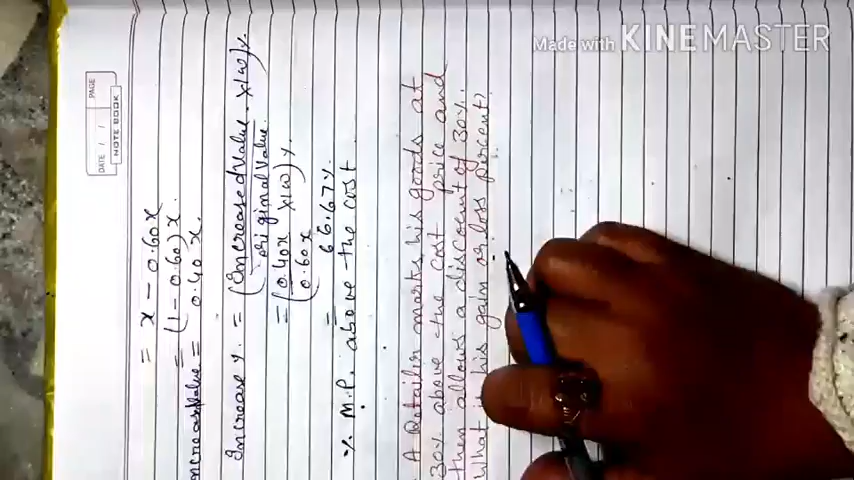 Made with KINEMASTER
PAGE
DATE / /
NOTE BOOK
= x - 0.60x
= (1 - 0.60) x.
= 0.40 x.
Increase % = (Increased value / original value × 100) %
= (0.40x / 0.60x × 100) %.
= 66.67 %
% M.P. above the cost
A Retailer marks his goods at
30% above the cost price and
then allows a discount of 30%.
What is his gain or loss percent?